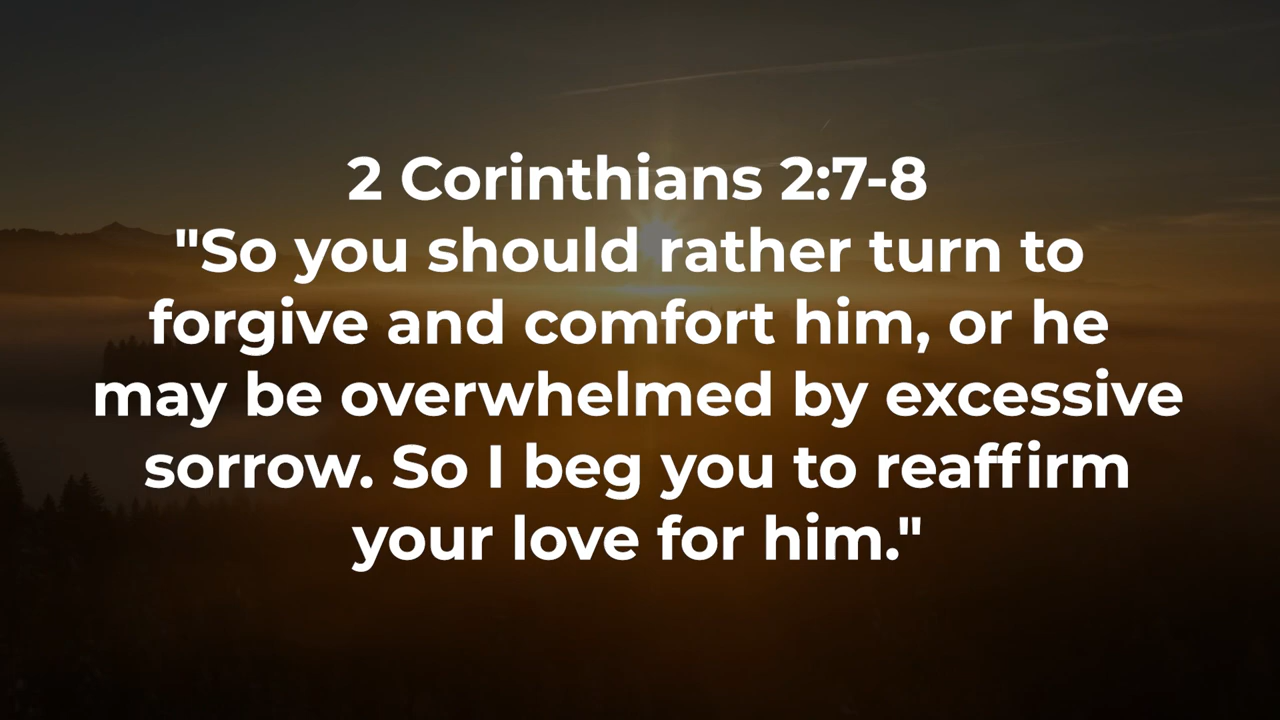 2 Corinthians 2:7-8
"So you should rather turn to
forgive and comfort him, or he
may be overwhelmed by excessive
sorrow. So I beg you to reaffirm
your love for him."